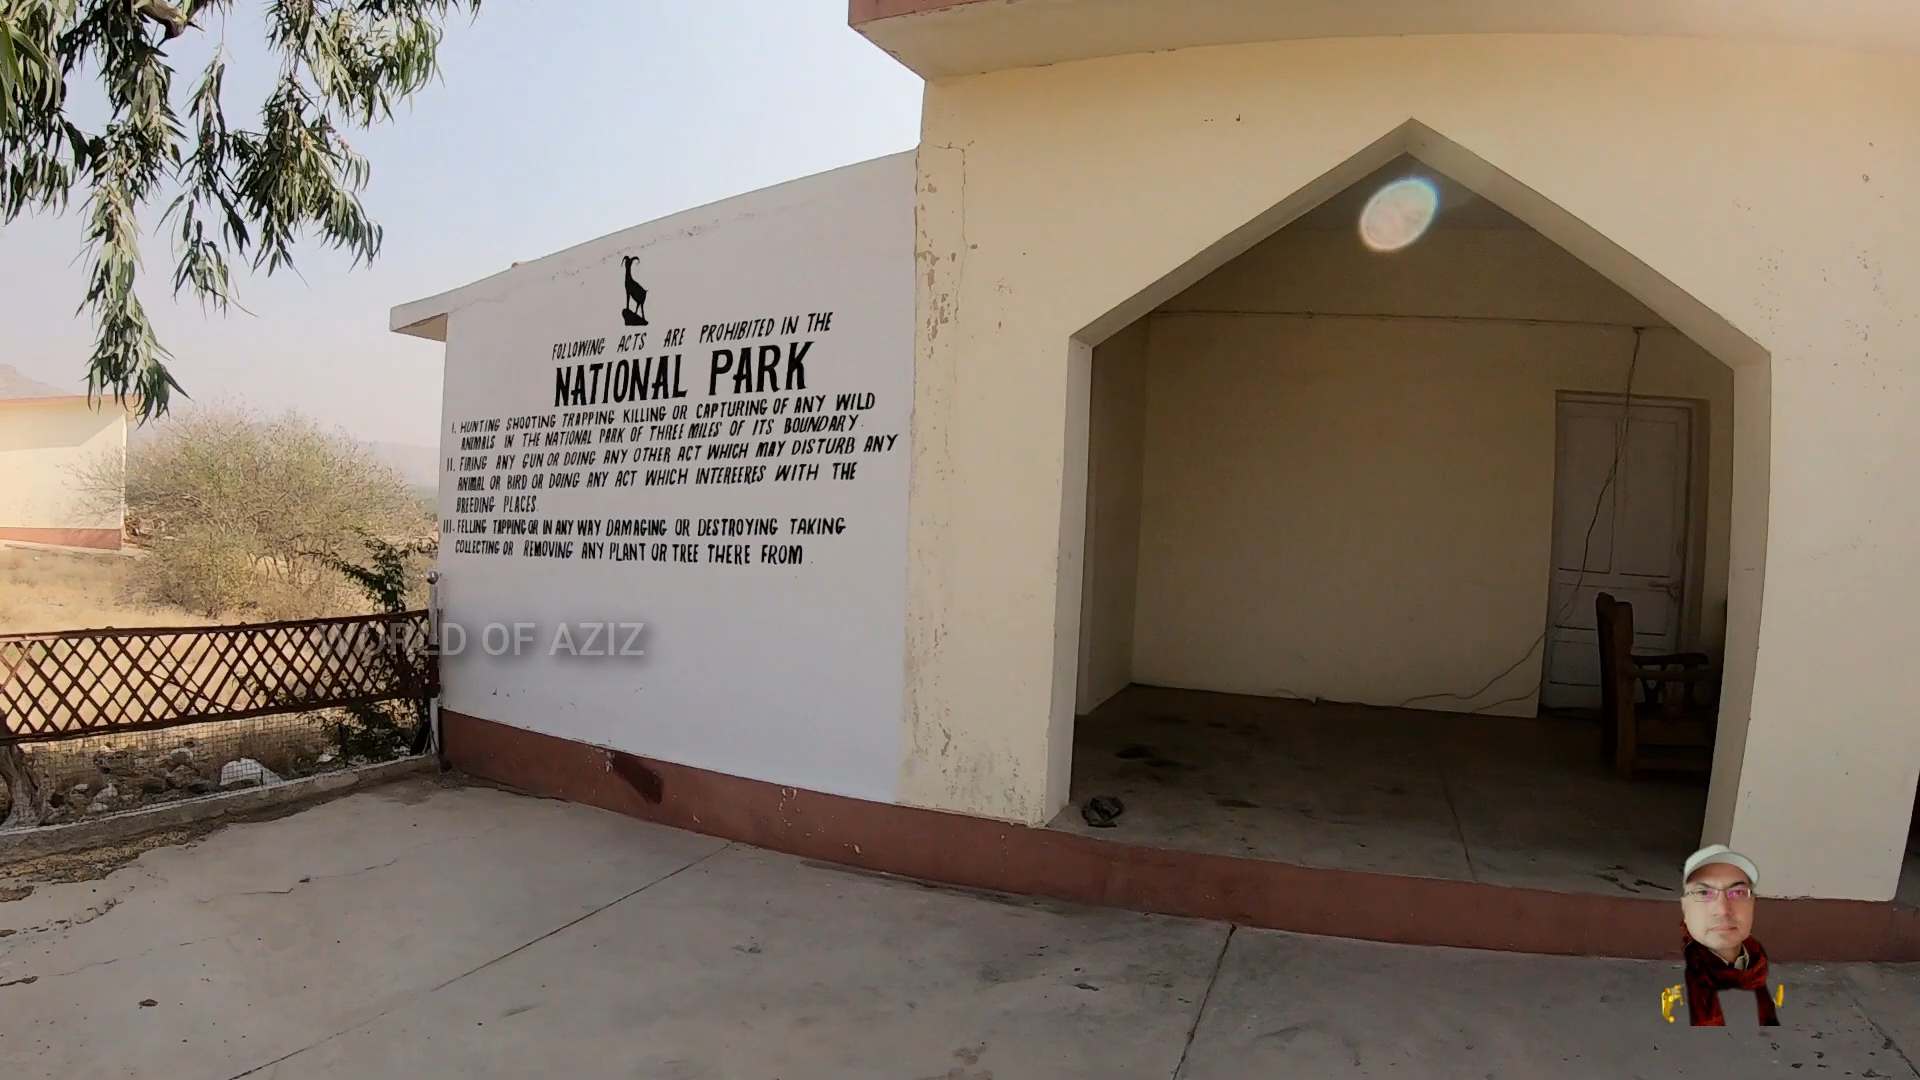 FOLLOWING ACTS ARE PROHIBITED IN THE
NATIONAL PARK
I. HUNTING SHOOTING TRAPPING KILLING OR CAPTURING OF ANY WILD
ANIMALS IN THE NATIONAL PARK OF THREE MILES OF ITS BOUNDARY.
II. FIRING ANY GUN OR DOING ANY OTHER ACT WHICH MAY DISTURB ANY
ANIMAL OR BIRD OR DOING ANY ACT WHICH INTEREERES WITH THE
BREEDING PLACES.
III. FELLING TAPPING OR IN ANY WAY DAMAGING OR DESTROYING TAKING
COLLECTING OR REMOVING ANY PLANT OR TREE THERE FROM.
WORLD OF AZIZ